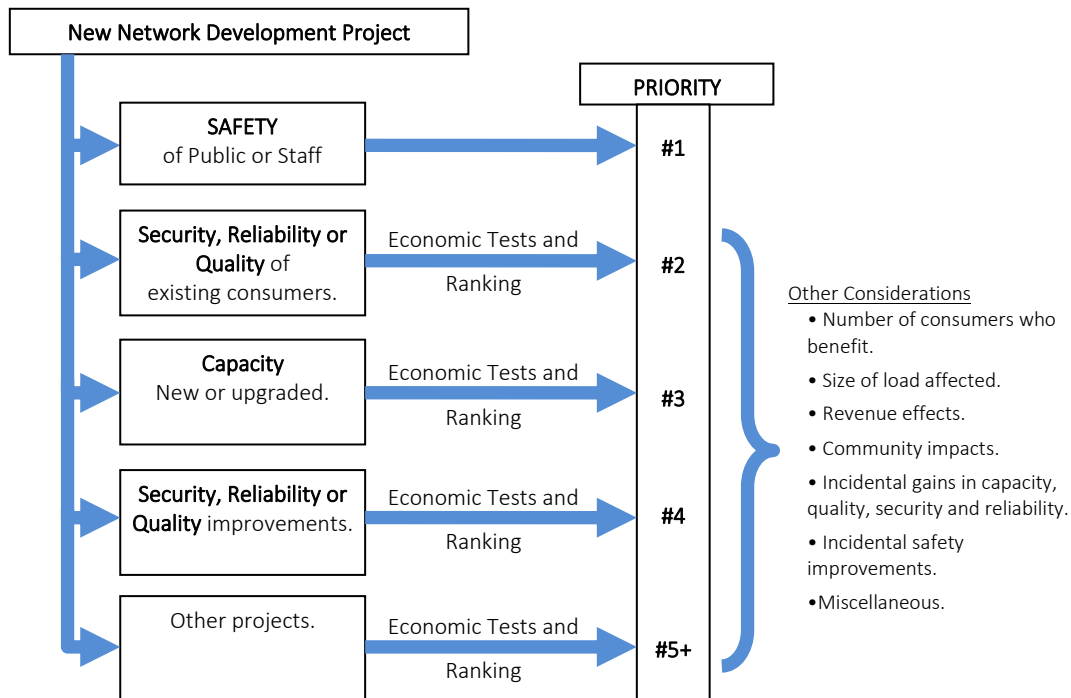 New Network Development Project
PRIORITY
SAFETY
of Public or Staff
#1
Security, Reliability or
Quality of
existing consumers.
Economic Tests and
Ranking
#2
Capacity
New or upgraded.
Economic Tests and
Ranking
#3
Security, Reliability or
Quality improvements.
Economic Tests and
Ranking
#4
Other projects.
Economic Tests and
Ranking
#5+
Other Considerations
• Number of consumers who
benefit.
• Size of load affected.
• Revenue effects.
• Community impacts.
• Incidental gains in capacity,
quality, security and reliability.
• Incidental safety
improvements.
•Miscellaneous.